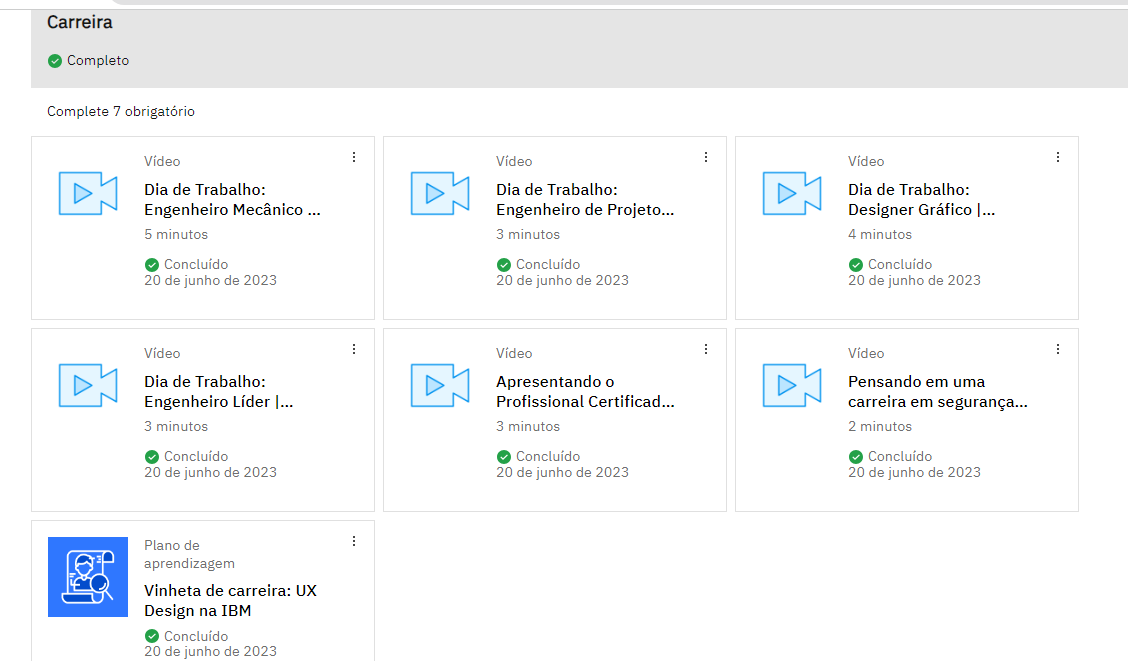 Carreira
Completo
Complete 7 obrigatório
Vídeo
Dia de Trabalho:
Engenheiro Mecânico ...
5 minutos
Concluído
20 de junho de 2023
Vídeo
Dia de Trabalho:
Engenheiro de Projeto...
3 minutos
Concluído
20 de junho de 2023
Vídeo
Dia de Trabalho:
Designer Gráfico |...
4 minutos
Concluído
20 de junho de 2023
Vídeo
Dia de Trabalho:
Engenheiro Líder |...
3 minutos
Concluído
20 de junho de 2023
Vídeo
Apresentando o
Profissional Certificad...
3 minutos
Concluído
20 de junho de 2023
Vídeo
Pensando em uma
carreira em segurança...
2 minutos
Concluído
20 de junho de 2023
Plano de
aprendizagem
Vinheta de carreira: UX
Design na IBM
Concluído
20 de junho de 2023